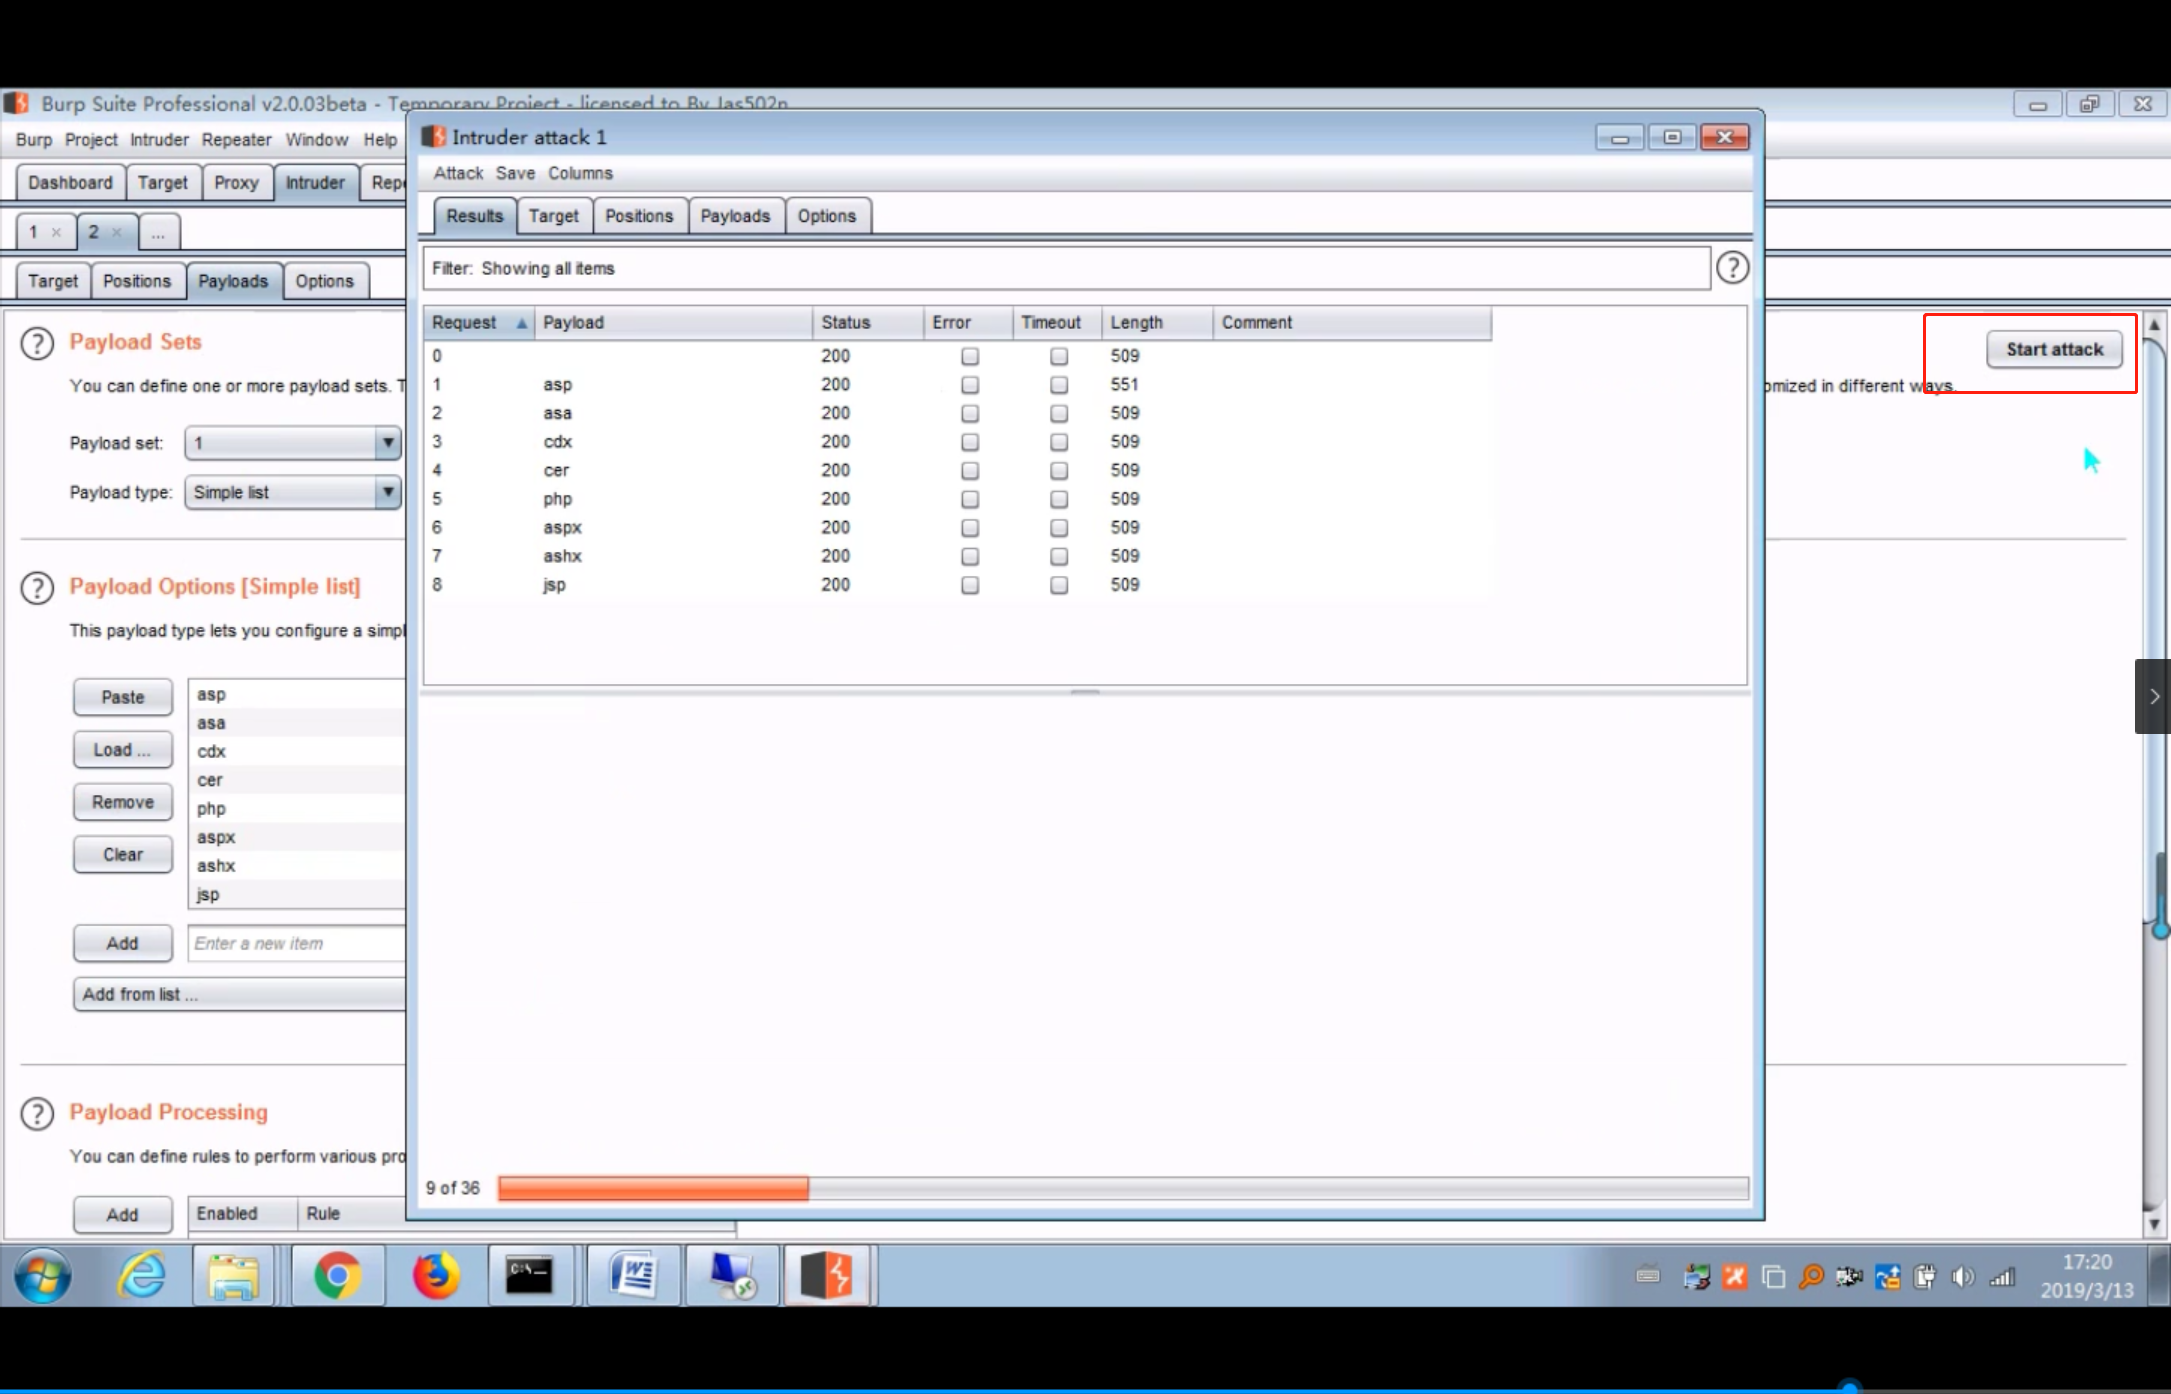 Burp Suite Professional v2.0.03beta - Temporary Project - licensed to By Jas502n
Burp Project Intruder Repeater Window Help
Dashboard Target Proxy Intruder Repe
1 × 2 × ...
Target Positions Payloads Options
Payload Sets
Start attack
You can define one or more payload sets. T
omized in different ways.
Payload set: 1
Payload type: Simple list
Payload Options [Simple list]
This payload type lets you configure a simpl
Paste
Load ...
Remove
Clear
asp
asa
cdx
cer
php
aspx
ashx
jsp
Add Enter a new item
Add from list ...
Payload Processing
You can define rules to perform various pro
Add Enabled Rule
Intruder attack 1
Attack Save Columns
Results Target Positions Payloads Options
Filter: Showing all items
Request Payload Status Error Timeout Length Comment
0 200 509
1 asp 200 551
2 asa 200 509
3 cdx 200 509
4 cer 200 509
5 php 200 509
6 aspx 200 509
7 ashx 200 509
8 jsp 200 509
9 of 36
C:\_
17:20
2019/3/13